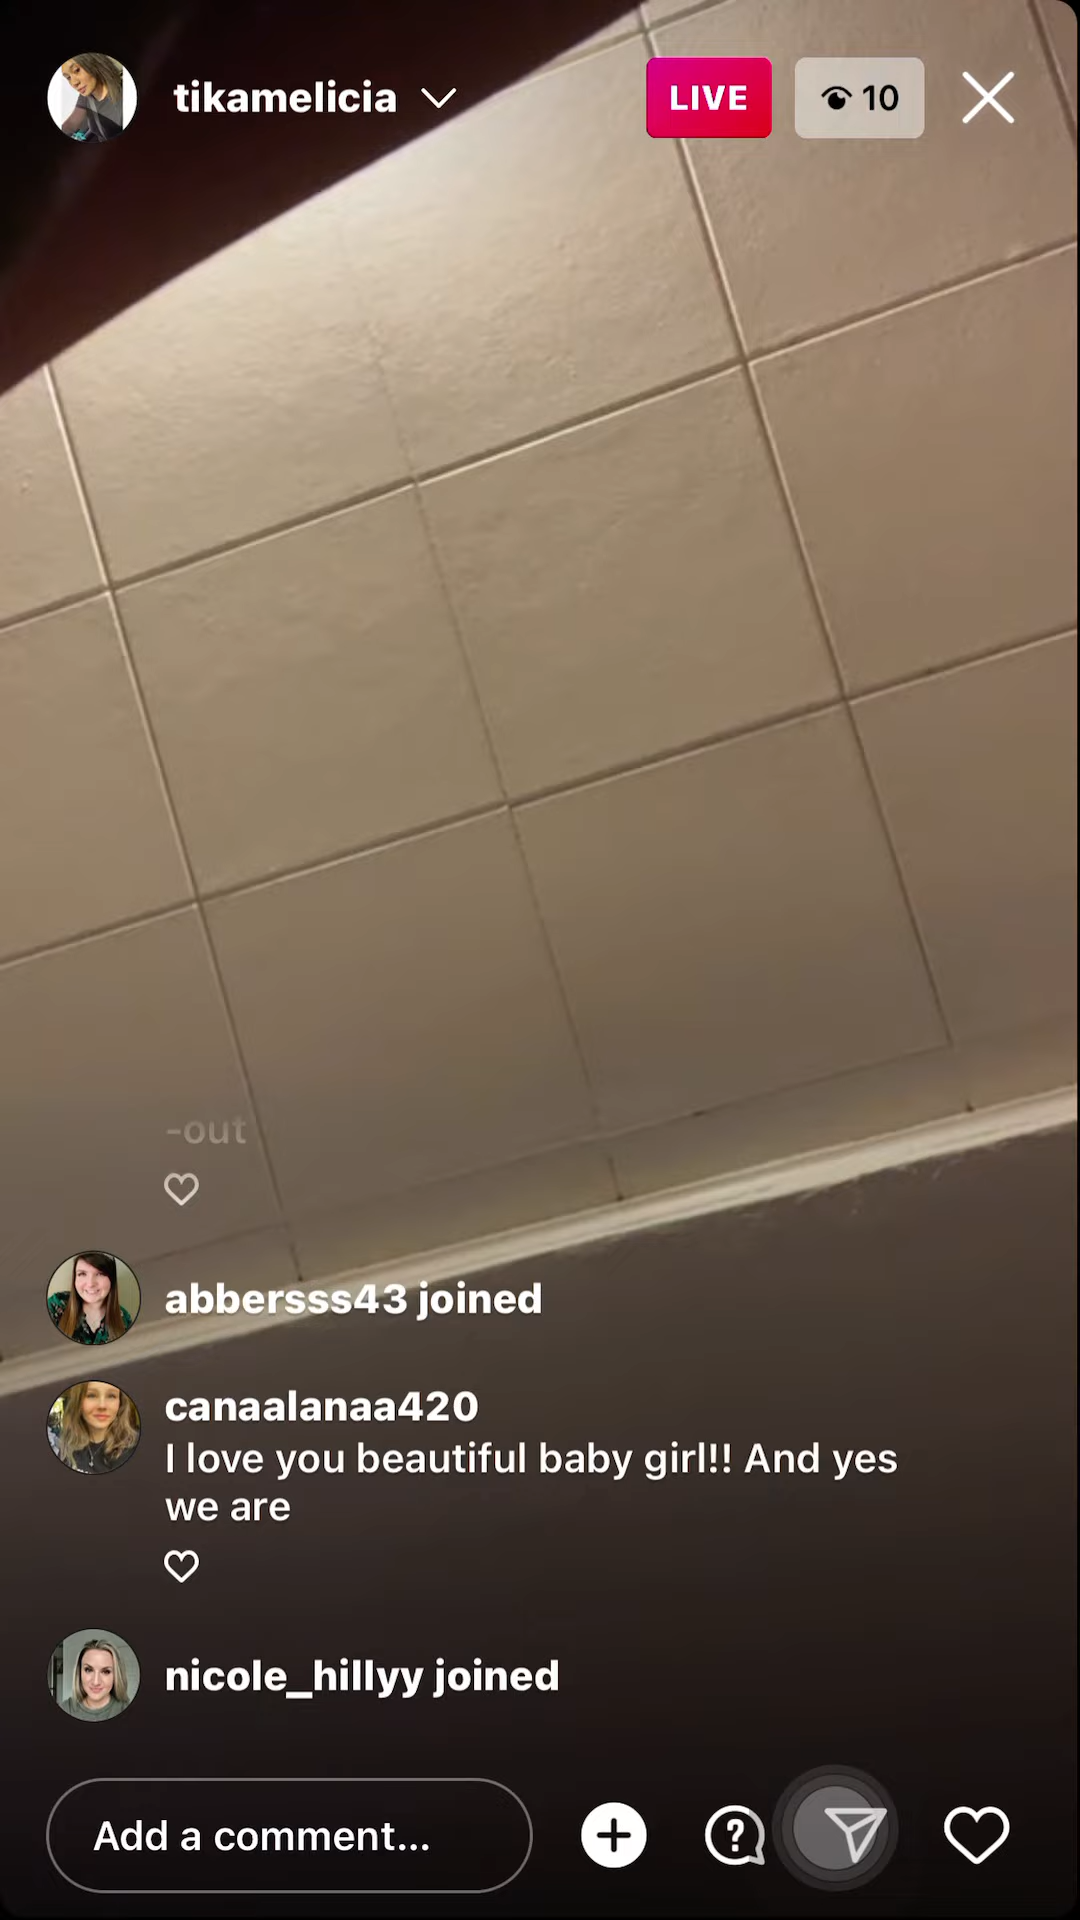 tikamelicia
LIVE
10
-out
abbersss43 joined
canaalanaa420
I love you beautiful baby girl!! And yes
we are
nicole_hillyy joined
Add a comment...